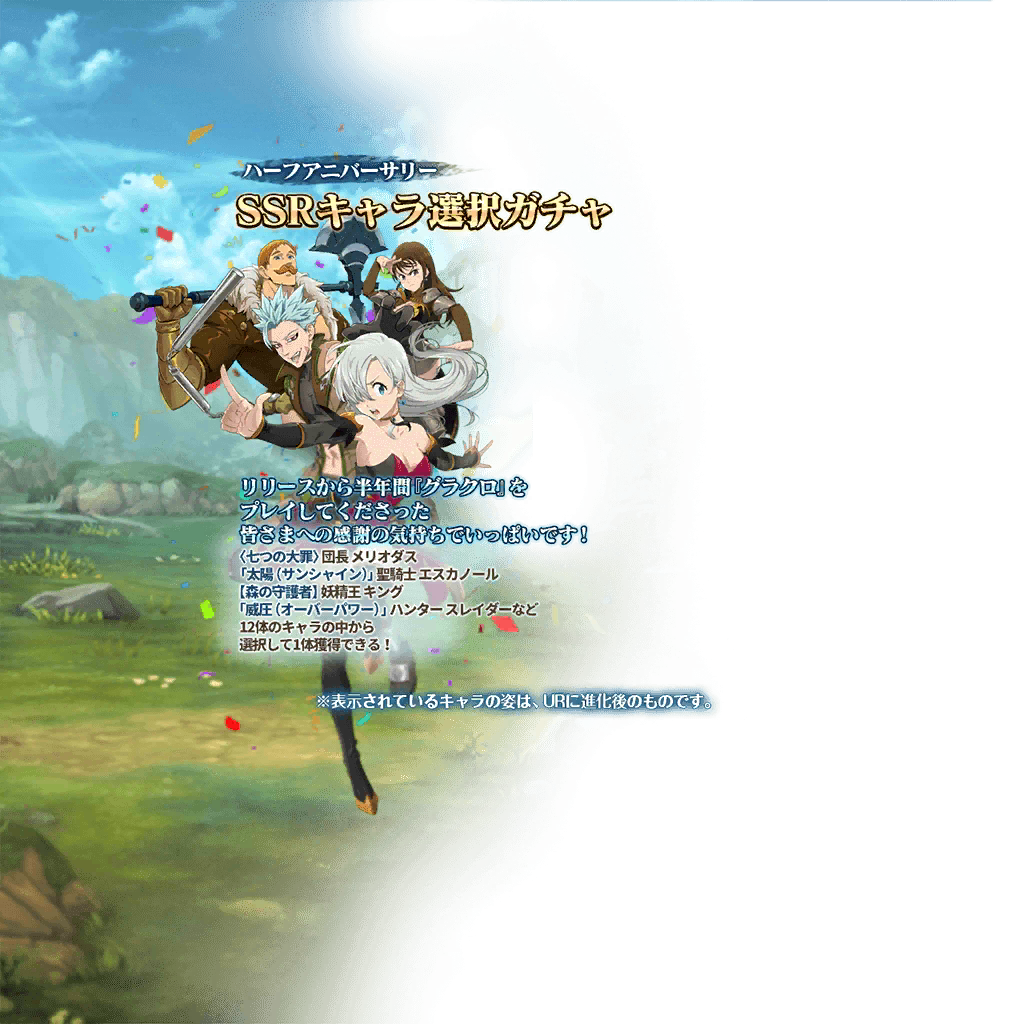 ハーフアニバーサリー
SSRキャラ選択ガチャ
リリースから半年間『グラクロ』を
プレイしてくださった
皆さまへの感謝の気持ちでいっぱいです！
〈七つの大罪〉団長 メリオダス
「太陽（サンシャイン）」聖騎士 エスカノール
【森の守護者】妖精王 キング
「威圧（オーバーパワー）」ハンター スレイダーなど
12体のキャラの中から
選択して1体獲得できる！
※表示されているキャラの姿は、URに進化後のものです。